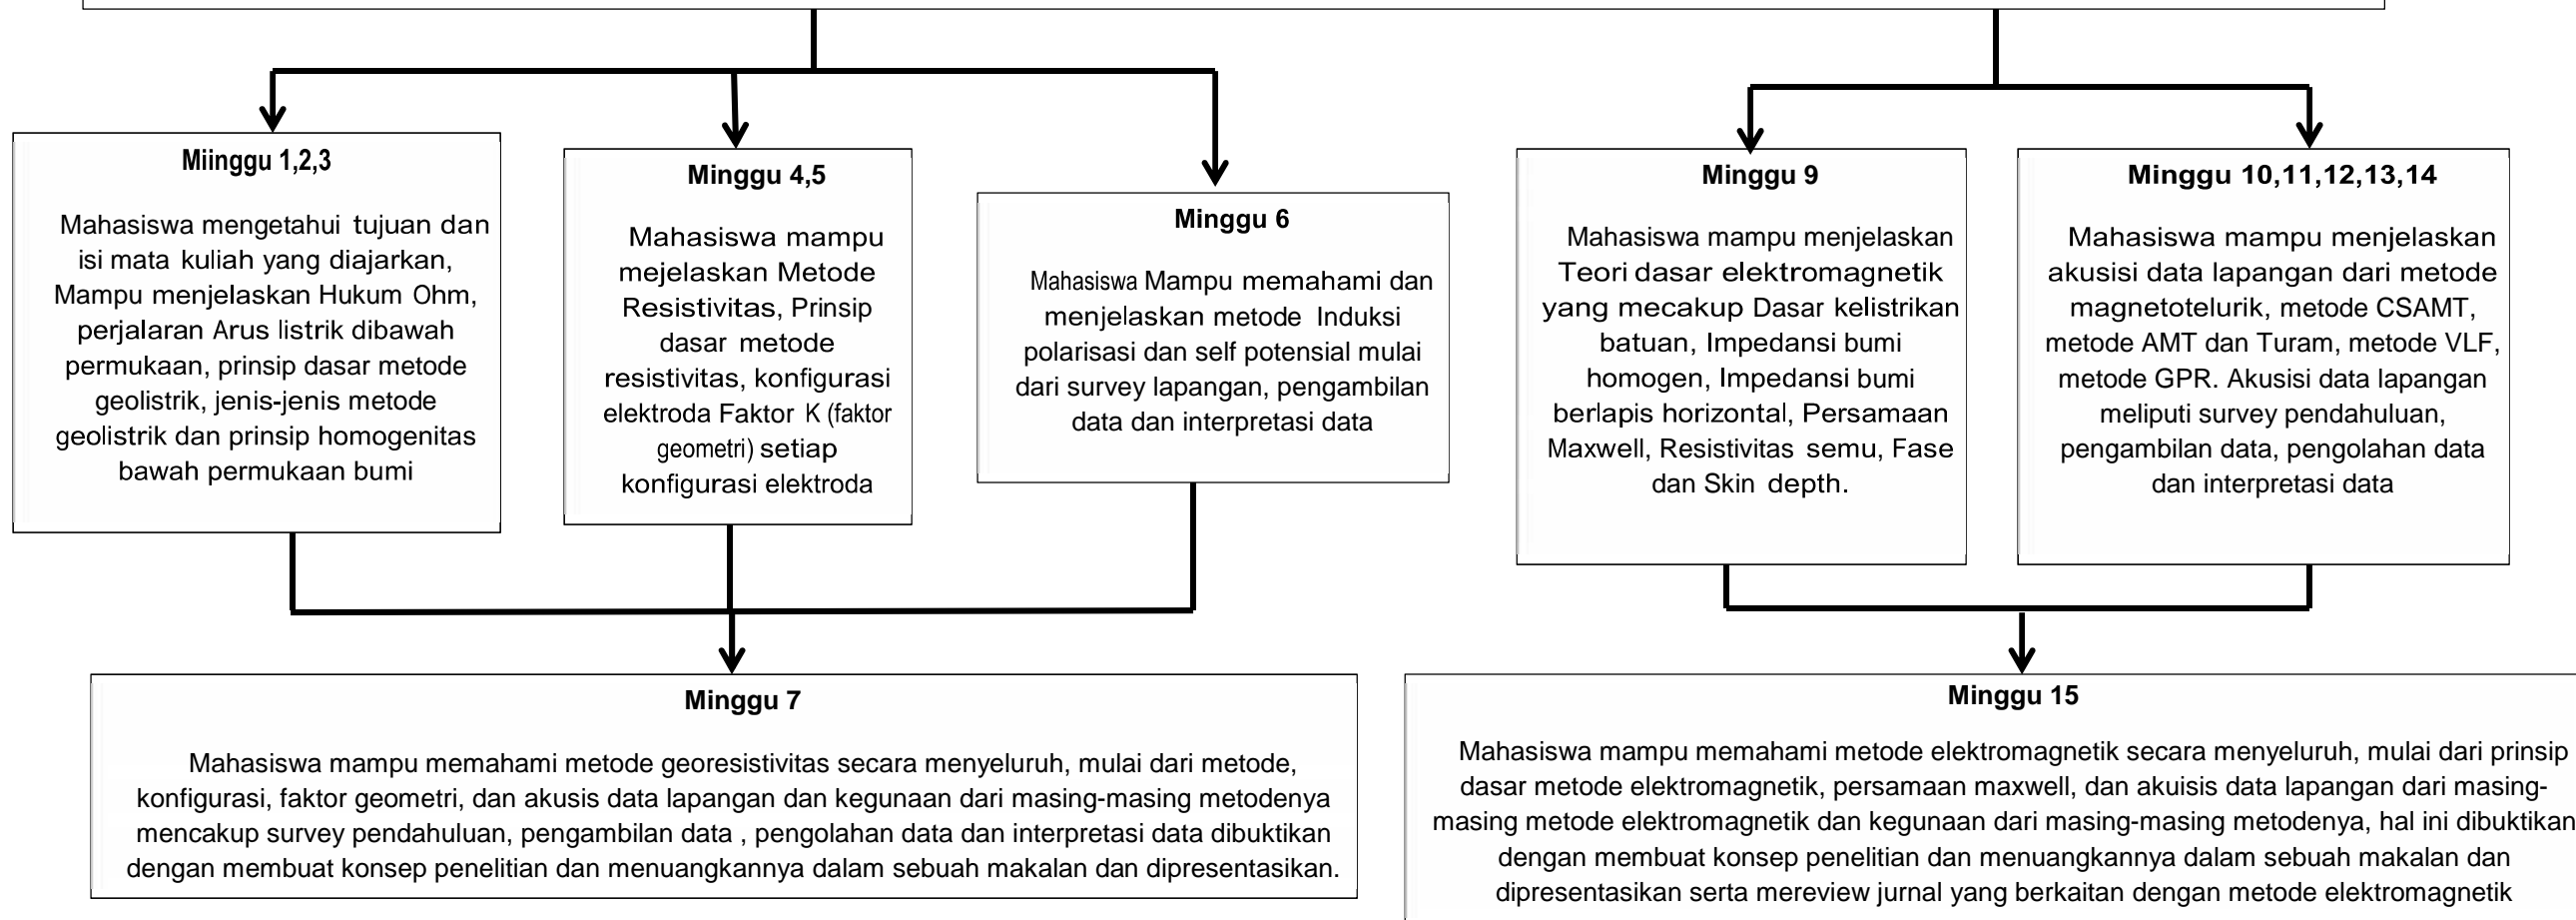 Miinggu 1,2,3
Mahasiswa mengetahui tujuan dan
isi mata kuliah yang diajarkan,
Mampu menjelaskan Hukum Ohm,
perjalaran Arus listrik dibawah
permukaan, prinsip dasar metode
geolistrik, jenis-jenis metode
geolistrik dan prinsip homogenitas
bawah permukaan bumi
Minggu 4,5
Mahasiswa mampu
mejelaskan Metode
Resistivitas, Prinsip
dasar metode
resistivitas, konfigurasi
elektroda Faktor K (faktor
geometri) setiap
konfigurasi elektroda
Minggu 6
Mahasiswa Mampu memahami dan
menjelaskan metode Induksi
polarisasi dan self potensial mulai
dari survey lapangan, pengambilan
data dan interpretasi data
Minggu 9
Mahasiswa mampu menjelaskan
Teori dasar elektromagnetik
yang mecakup Dasar kelistrikan
batuan, Impedansi bumi
homogen, Impedansi bumi
berlapis horizontal, Persamaan
Maxwell, Resistivitas semu, Fase
dan Skin depth.
Minggu 10,11,12,13,14
Mahasiswa mampu menjelaskan
akusisi data lapangan dari metode
magnetotelurik, metode CSAMT,
metode AMT dan Turam, metode VLF,
metode GPR. Akusisi data lapangan
meliputi survey pendahuluan,
pengambilan data, pengolahan data
dan interpretasi data
Minggu 7
Mahasiswa mampu memahami metode georesistivitas secara menyeluruh, mulai dari metode,
konfigurasi, faktor geometri, dan akusis data lapangan dan kegunaan dari masing-masing metodenya
mencakup survey pendahuluan, pengambilan data , pengolahan data dan interpretasi data dibuktikan
dengan membuat konsep penelitian dan menuangkannya dalam sebuah makalan dan dipresentasikan.
Minggu 15
Mahasiswa mampu memahami metode elektromagnetik secara menyeluruh, mulai dari prinsip
dasar metode elektromagnetik, persamaan maxwell, dan akuisis data lapangan dari masing-
masing metode elektromagnetik dan kegunaan dari masing-masing metodenya, hal ini dibuktikan
dengan membuat konsep penelitian dan menuangkannya dalam sebuah makalan dan
dipresentasikan serta mereview jurnal yang berkaitan dengan metode elektromagnetik